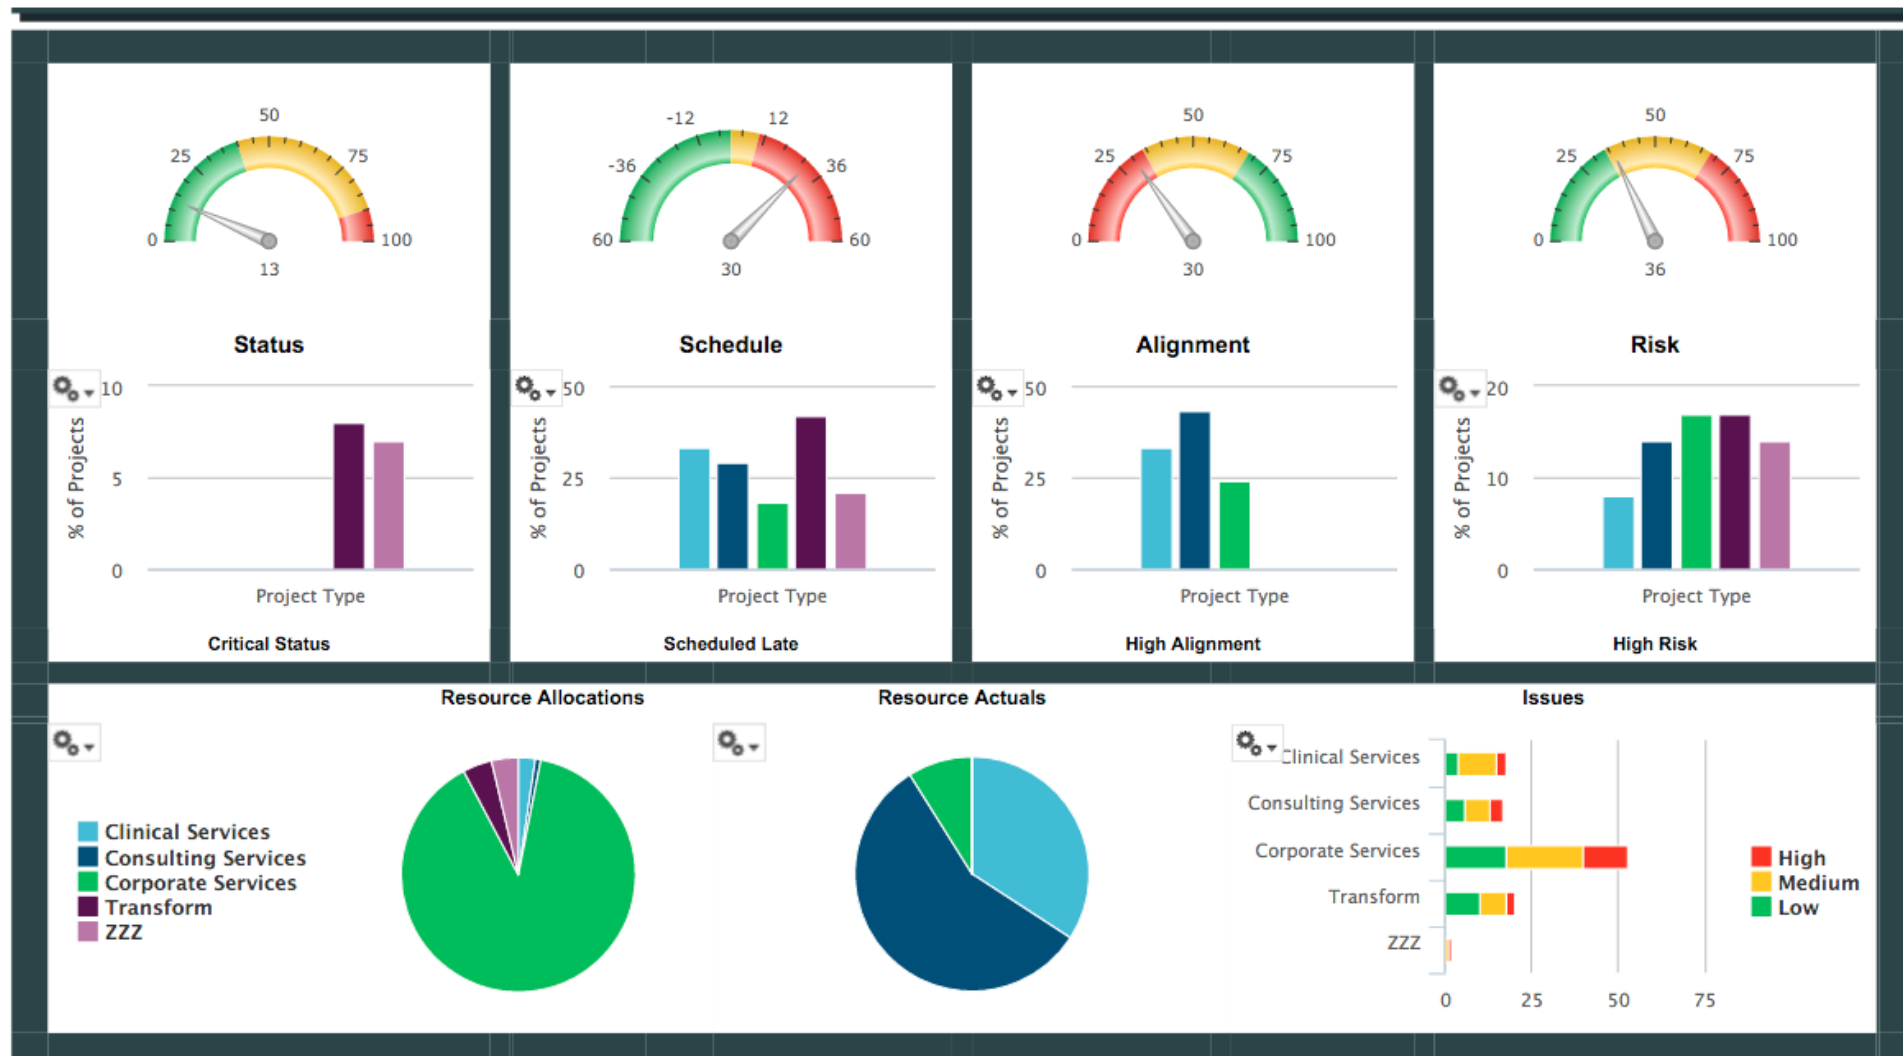 50
25
75
0
100
13
Status
-12
12
-36
36
60
60
30
Schedule
50
25
75
0
100
30
Alignment
50
25
75
0
100
36
Risk
10
5
0
% of Projects
Project Type
Critical Status
50
25
0
% of Projects
Project Type
Scheduled Late
50
25
0
% of Projects
Project Type
High Alignment
20
10
0
% of Projects
Project Type
High Risk
Resource Allocations
Clinical Services
Consulting Services
Corporate Services
Transform
ZZZ
Resource Actuals
Issues
Clinical Services
Consulting Services
Corporate Services
Transform
ZZZ
0
25
50
75
High
Medium
Low